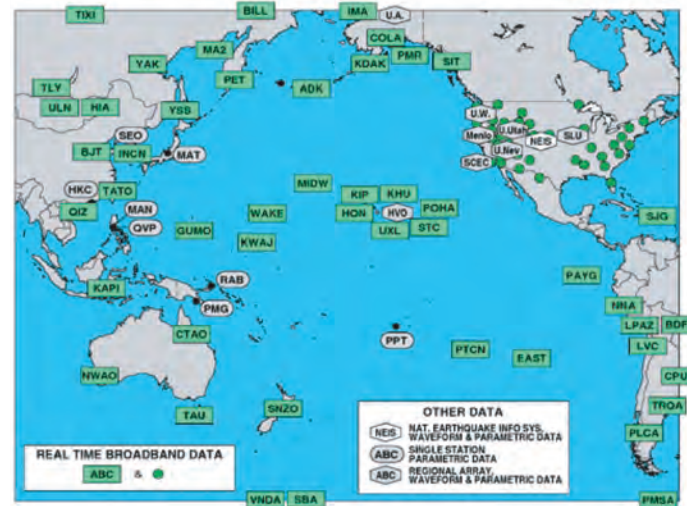 TIXI
BILL
IMA
U.A.
COLA
MA2
YAK
PET
KDAK
PMR
SIT
TLY
ADK
ULN
HIA
YSS
U.W.
SEO
Menlo
U.Utah
NEIS
SLU
BJT
INCN
MAT
U.Nev.
SCEC
HKC
TATO
MIDW
KIP
KHU
QIZ
MAN
WAKE
HON
HVO
POHA
SJG
QVP
GUMO
UXL
STC
KWAJ
PAYG
KAPI
RAB
NNA
PMG
LPAZ
BDF
CTAO
PPT
PTCN
EAST
LVC
NWAO
CPU
TAU
SNZO
TRQA
PLCA
OTHER DATA
NEIS NAT. EARTHQUAKE INFO SYS.
WAVEFORM & PARAMETRIC DATA
ABC SINGLE STATION
PARAMETRIC DATA
ABC REGIONAL ARRAY,
WAVEFORM & PARAMETRIC DATA
REAL TIME BROADBAND DATA
ABC &
VNDA
SBA
PMSA